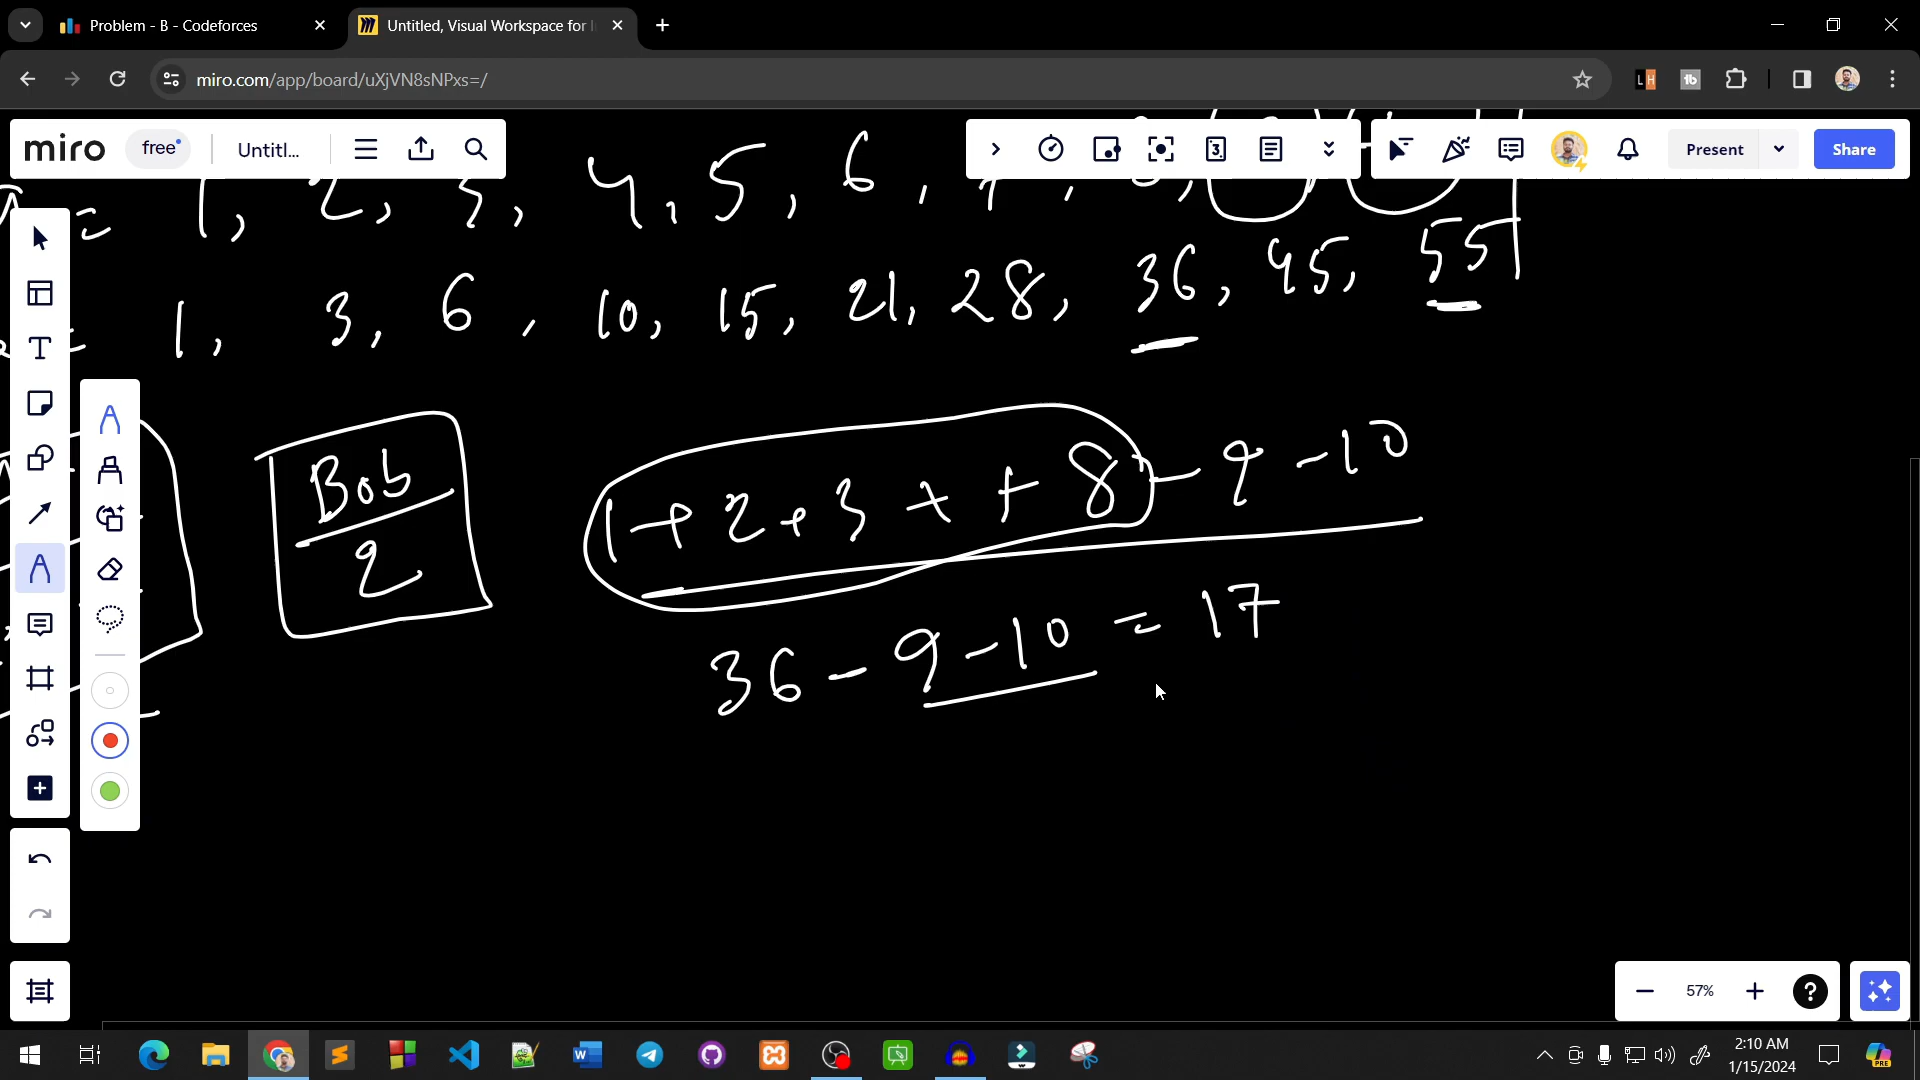 Problem - B - Codeforces
Untitled, Visual Workspace for I
miro.com/app/board/uXjVN8sNPxs=/
miro
free
Untitl...
Present
Share
= 1, 2, 3, 4, 5, 6, 7, 8,
= 1, 3, 6, 10, 15, 21, 28, 36, 45, 55
Bob
2
1+2+3+ +8-9-10
36-9-10=17
57%
2:10 AM
1/15/2024